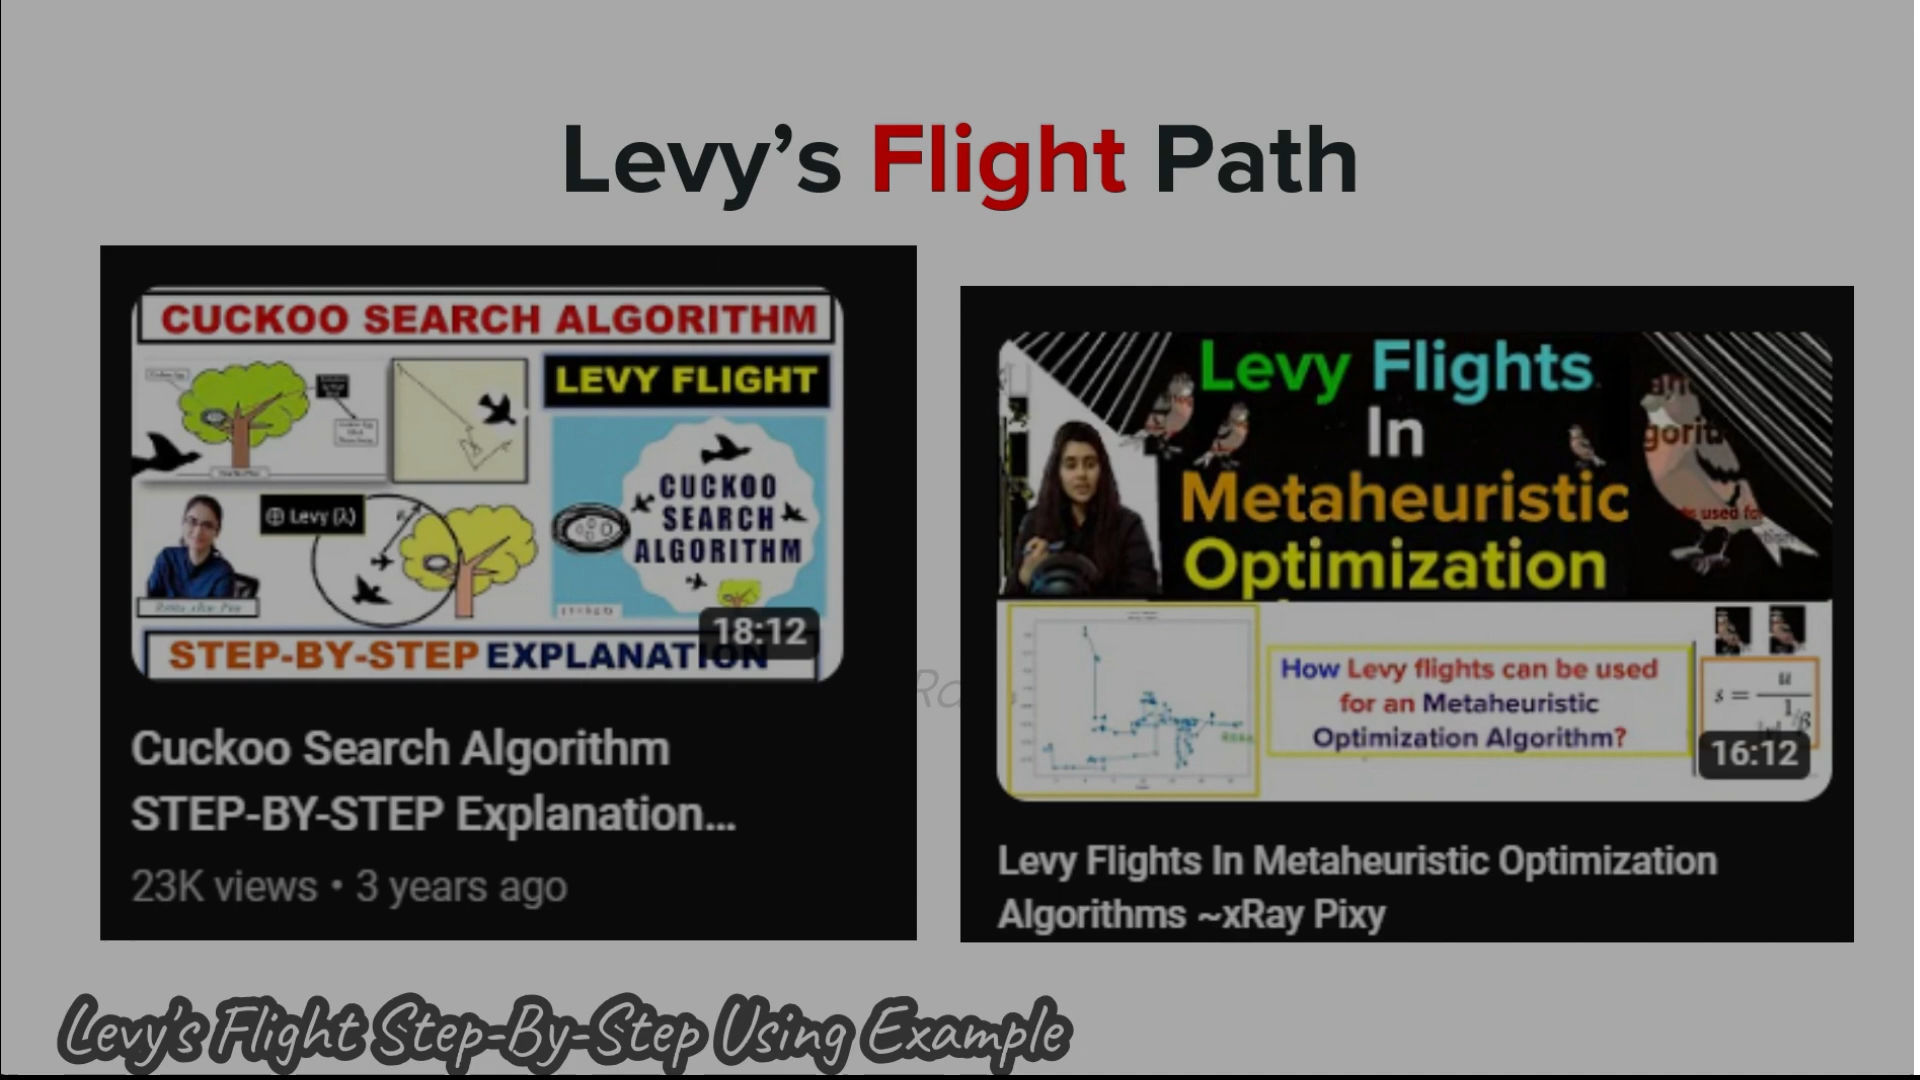 Levy's Flight Path
CUCKOO SEARCH ALGORITHM
LEVY FLIGHT
⊕ Levy (λ)
CUCKOO
SEARCH
ALGORITHM
18:12
STEP-BY-STEP EXPLANATION
Cuckoo Search Algorithm
STEP-BY-STEP Explanation...
23K views • 3 years ago
Levy Flights
In
Metaheuristic
Optimization
How Levy flights can be used
for an Metaheuristic
Optimization Algorithm?
16:12
Levy Flights In Metaheuristic Optimization
Algorithms ~xRay Pixy
Levy's Flight Step-By-Step Using Example